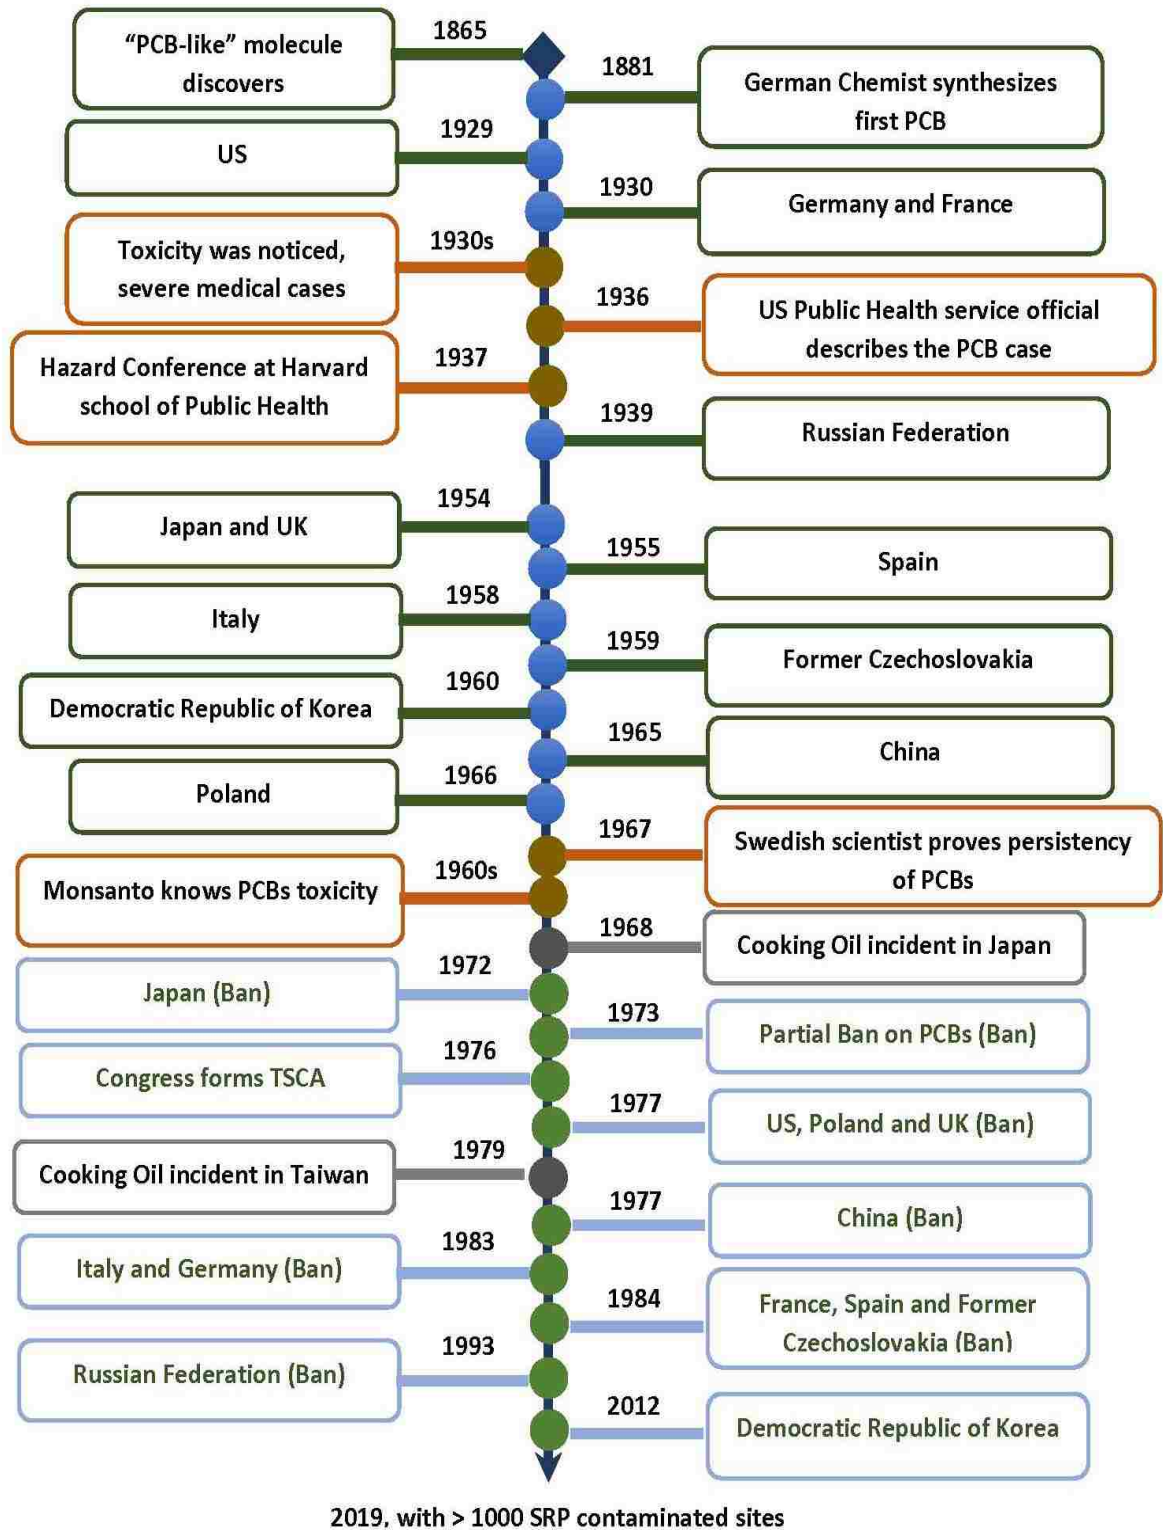 1865
“PCB-like” molecule
discovers
1881
German Chemist synthesizes
first PCB
1929
US
1930
Germany and France
1930s
Toxicity was noticed,
severe medical cases
1936
US Public Health service official
describes the PCB case
1937
Hazard Conference at Harvard
school of Public Health
1939
Russian Federation
1954
Japan and UK
1955
Spain
1958
Italy
1959
Former Czechoslovakia
1960
Democratic Republic of Korea
1965
China
1966
Poland
1967
Swedish scientist proves persistency
of PCBs
1960s
Monsanto knows PCBs toxicity
1968
Cooking Oil incident in Japan
1972
Japan (Ban)
1973
Partial Ban on PCBs (Ban)
1976
Congress forms TSCA
1977
US, Poland and UK (Ban)
1979
Cooking Oil incident in Taiwan
1977
China (Ban)
1983
Italy and Germany (Ban)
1984
France, Spain and Former
Czechoslovakia (Ban)
1993
Russian Federation (Ban)
2012
Democratic Republic of Korea
2019, with > 1000 SRP contaminated sites